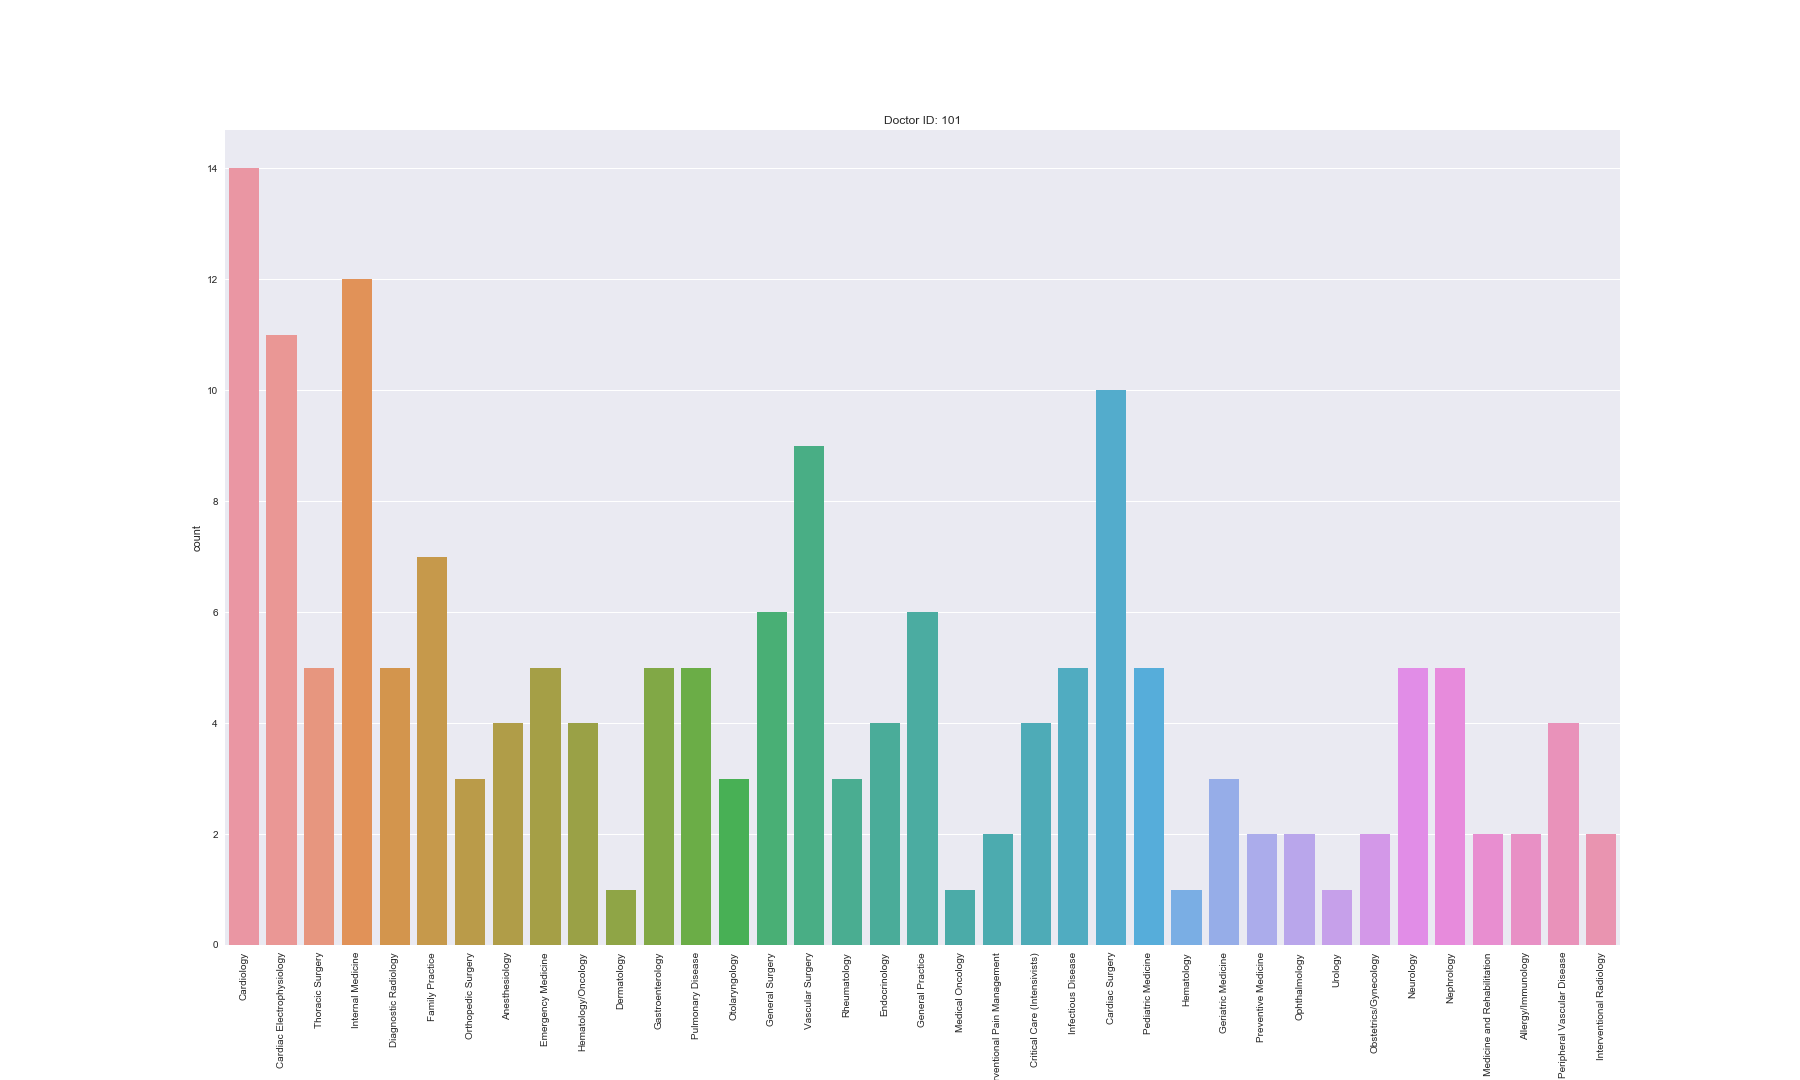 Doctor ID: 101
14
12
10
8
6
4
2
0
count
Cardiology
Cardiac Electrophysiology
Thoracic Surgery
Internal Medicine
Diagnostic Radiology
Family Practice
Orthopedic Surgery
Anesthesiology
Emergency Medicine
Hematology/Oncology
Dermatology
Gastroenterology
Pulmonary Disease
Otolaryngology
General Surgery
Vascular Surgery
Rheumatology
Endocrinology
General Practice
Medical Oncology
Pain Management
Critical Care (Intensivists)
Infectious Disease
Cardiac Surgery
Pediatric Medicine
Hematology
Geriatric Medicine
Preventive Medicine
Ophthalmology
Urology
Obstetrics/Gynecology
Neurology
Nephrology
Medicine and Rehabilitation
Allergy/Immunology
Peripheral Vascular Disease
Interventional Radiology